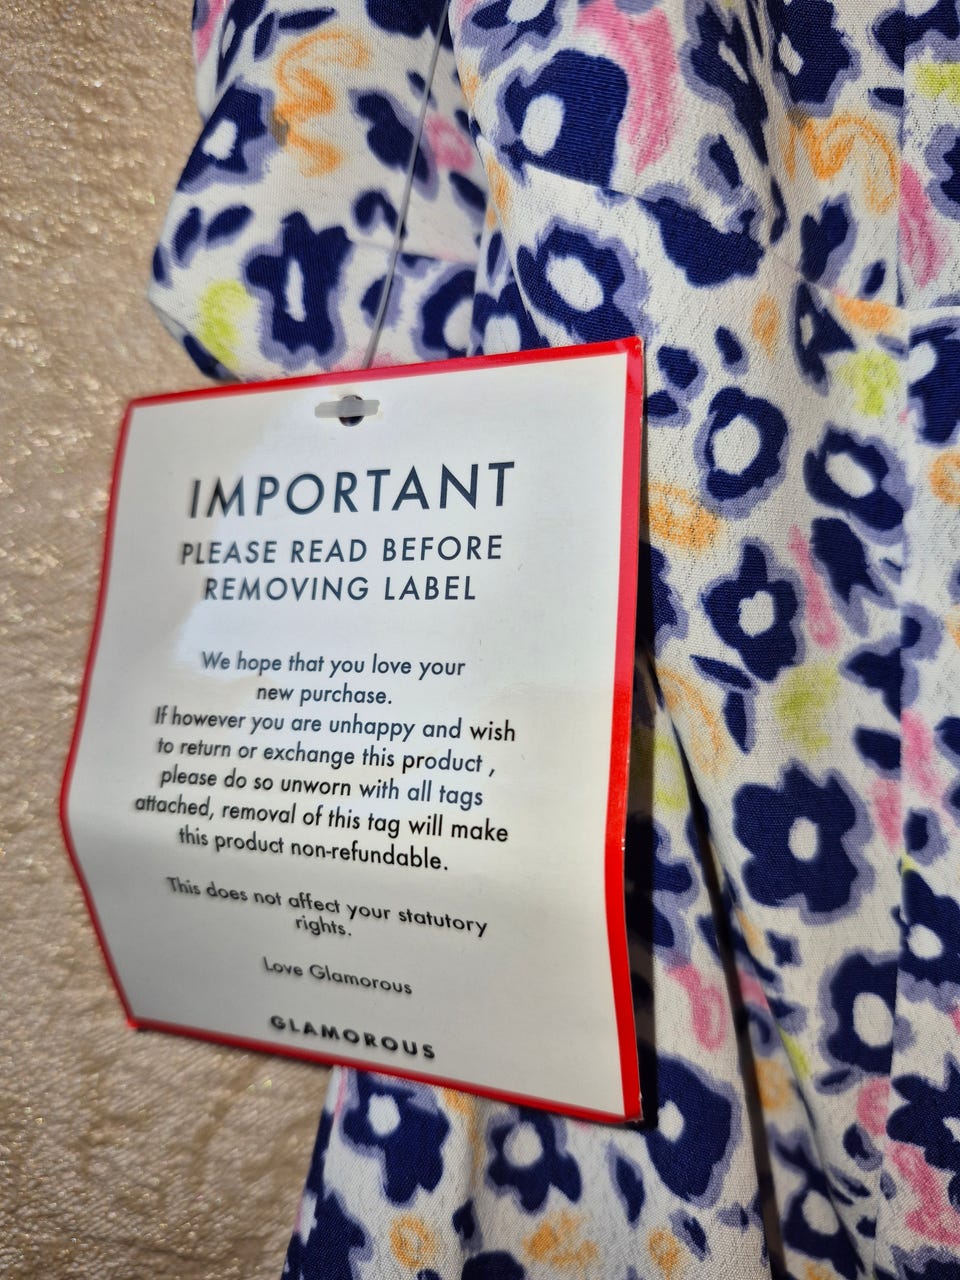 IMPORTANT
PLEASE READ BEFORE
REMOVING LABEL
We hope that you love your
new purchase.
If however you are unhappy and wish
to return or exchange this product ,
please do so unworn with all tags
attached, removal of this tag will make
this product non-refundable.
This does not affect your statutory
rights.
Love Glamorous
GLAMOROUS